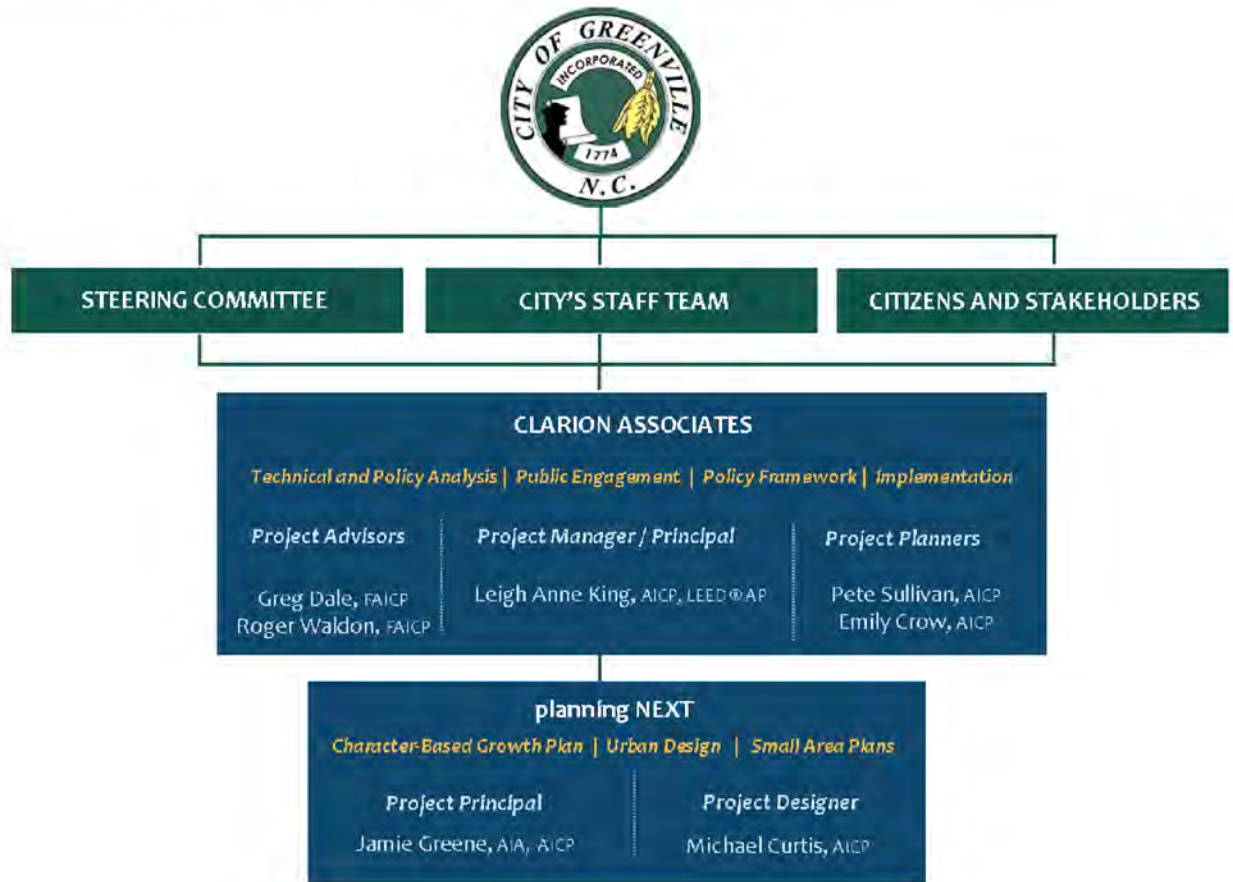 CITY OF GREENVILLE
INCORPORATED
1774
N.C.
STEERING COMMITTEE
CITY'S STAFF TEAM
CITIZENS AND STAKEHOLDERS
CLARION ASSOCIATES
Technical and Policy Analysis | Public Engagement | Policy Framework | Implementation
Project Advisors
Greg Dale, FAICP
Roger Waldon, FAICP
Project Manager / Principal
Leigh Anne King, AICP, LEED®AP
Project Planners
Pete Sullivan, AICP
Emily Crow, AICP
planning NEXT
Character-Based Growth Plan | Urban Design | Small Area Plans
Project Principal
Jamie Greene, AIA, AICP
Project Designer
Michael Curtis, AICP